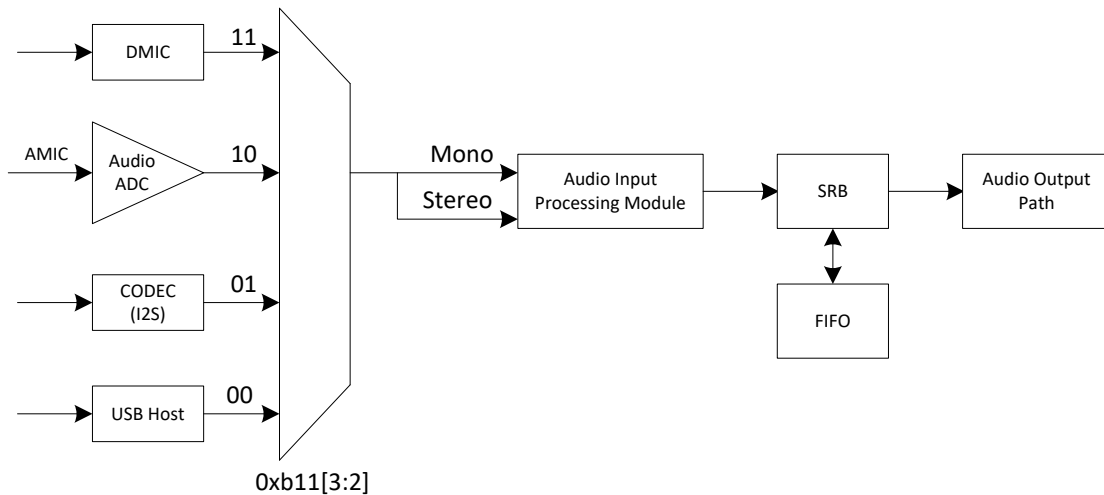 DMIC
11
AMIC
Audio
ADC
10
CODEC
(I2S)
01
USB Host
00
0xb11[3:2]
Mono
Stereo
Audio Input
Processing Module
SRB
FIFO
Audio Output
Path